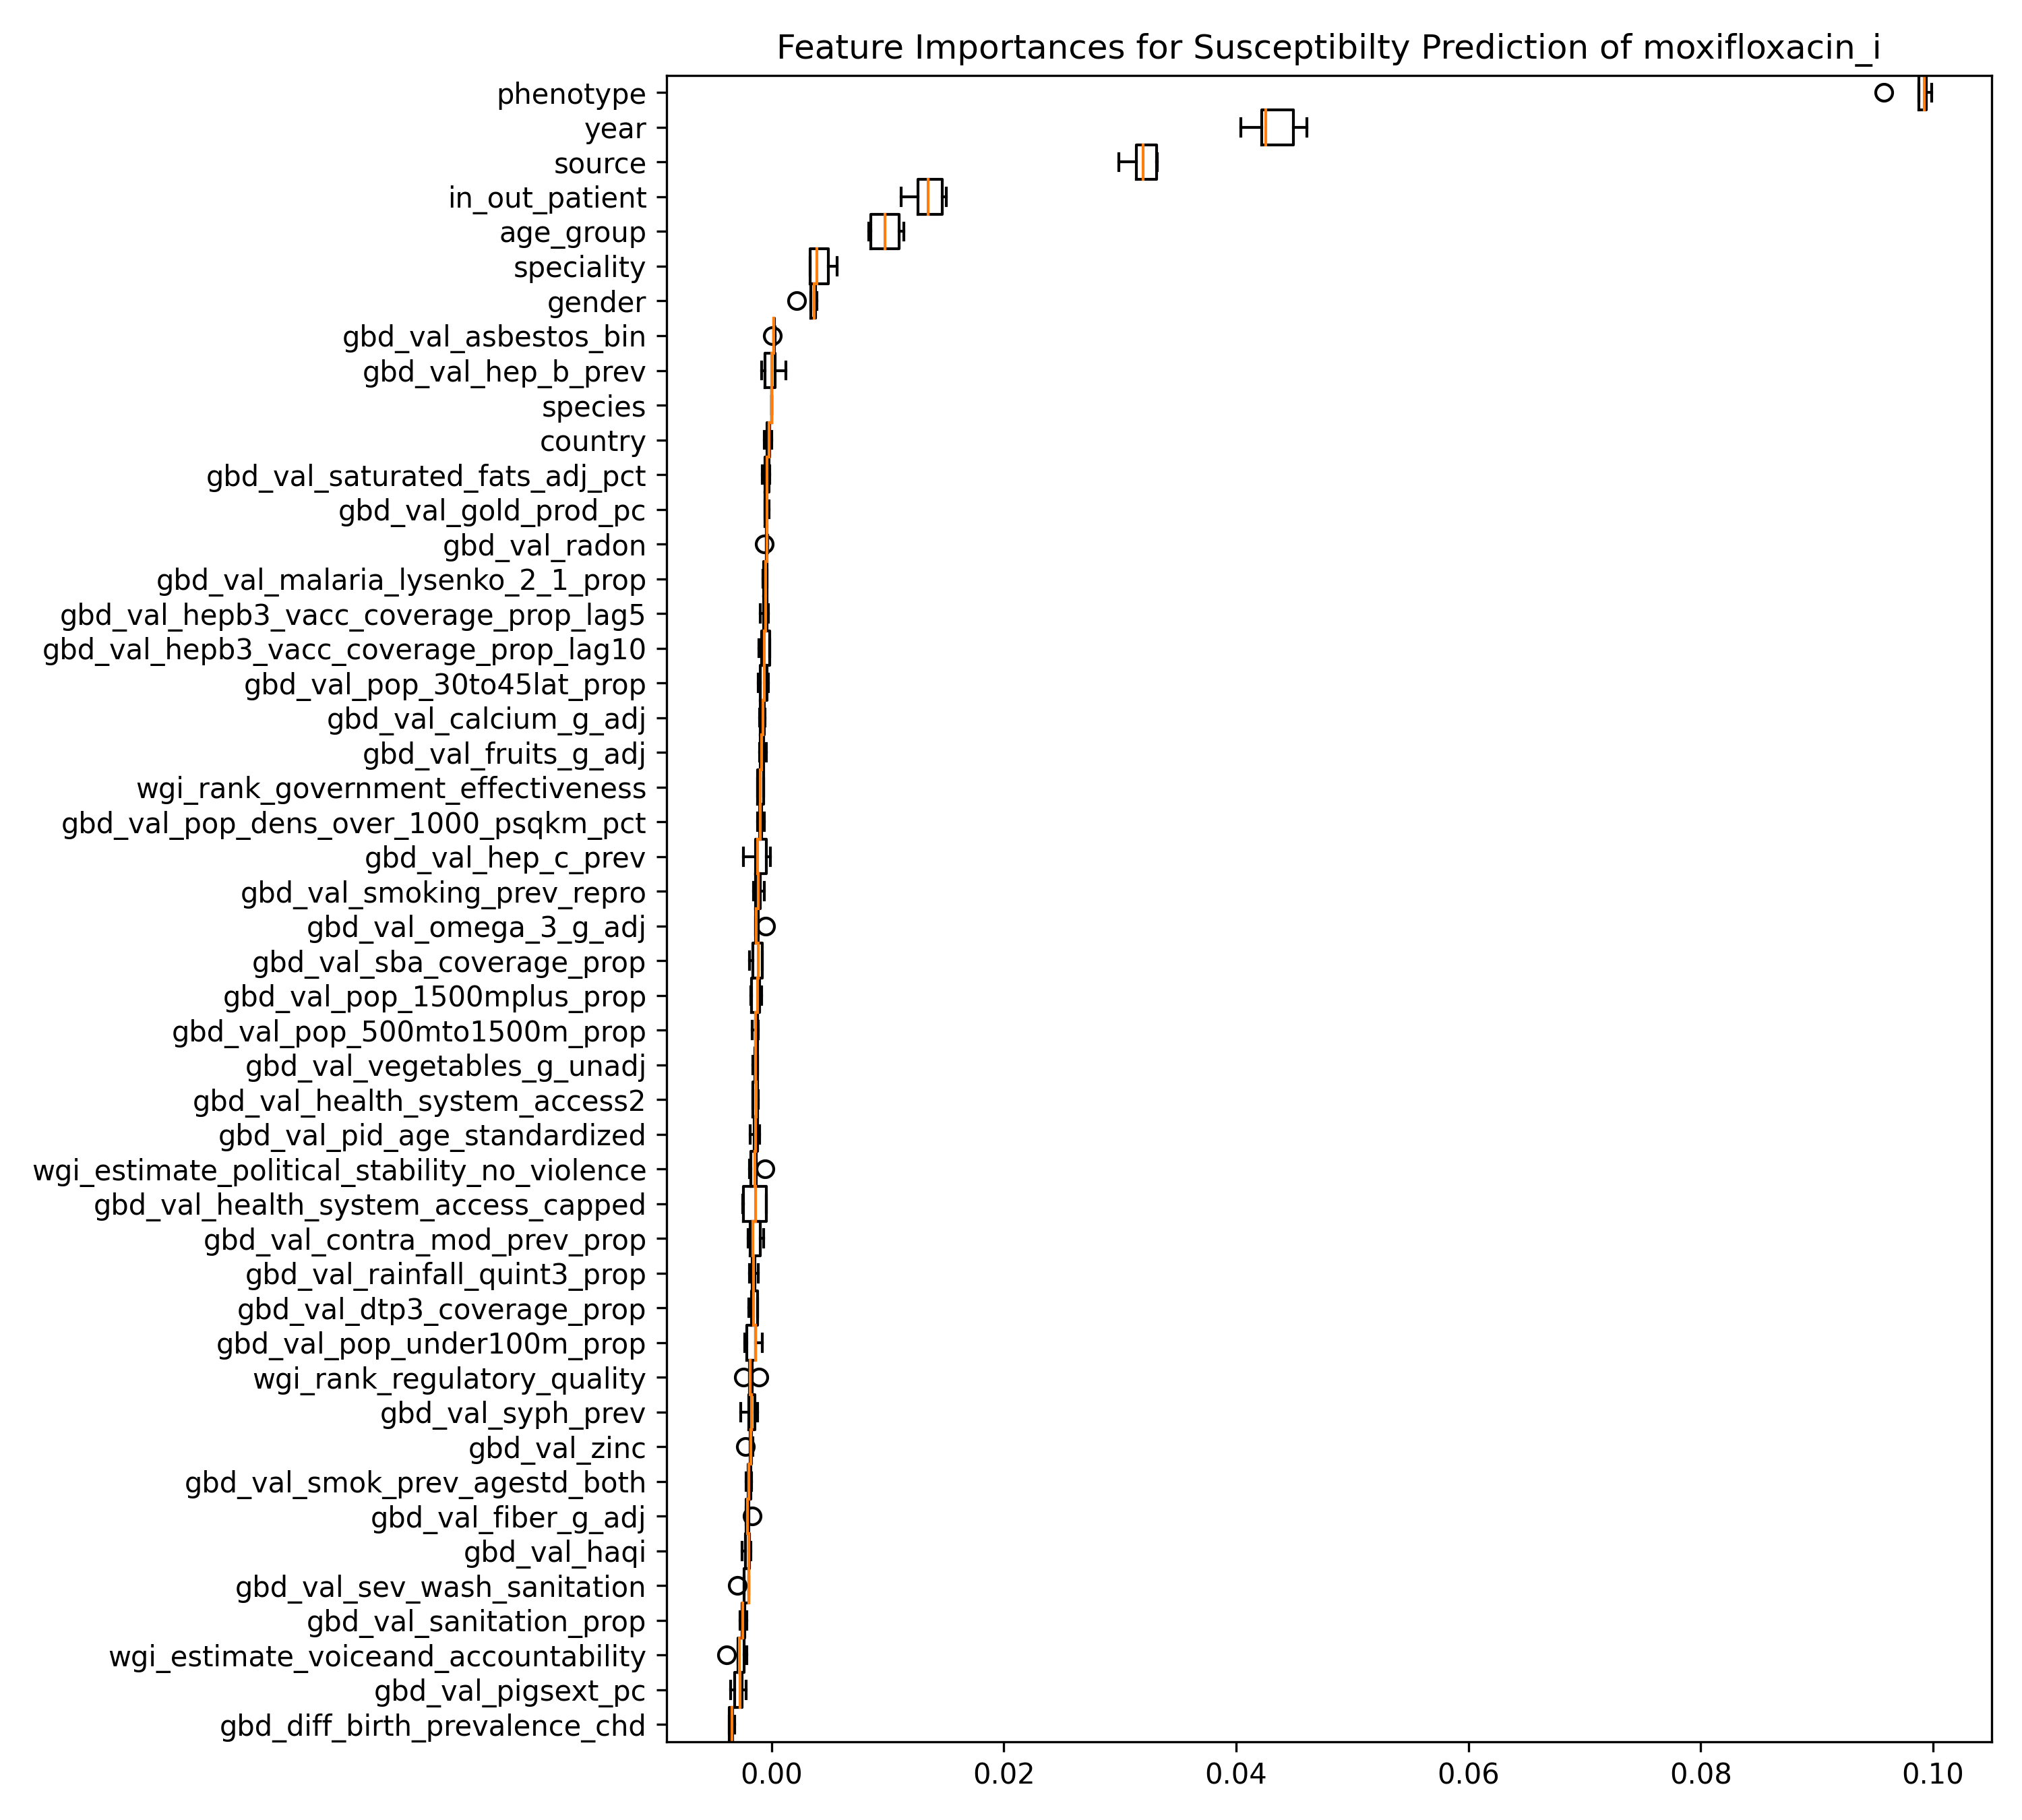 Feature Importances for Susceptibilty Prediction of moxifloxacin_i
phenotype
year
source
in_out_patient
age_group
speciality
gender
gbd_val_asbestos_bin
gbd_val_hep_b_prev
species
country
gbd_val_saturated_fats_adj_pct
gbd_val_gold_prod_pc
gbd_val_radon
gbd_val_malaria_lysenko_2_1_prop
gbd_val_hepb3_vacc_coverage_prop_lag5
gbd_val_hepb3_vacc_coverage_prop_lag10
gbd_val_pop_30to45lat_prop
gbd_val_calcium_g_adj
gbd_val_fruits_g_adj
wgi_rank_government_effectiveness
gbd_val_pop_dens_over_1000_psqkm_pct
gbd_val_hep_c_prev
gbd_val_smoking_prev_repro
gbd_val_omega_3_g_adj
gbd_val_sba_coverage_prop
gbd_val_pop_1500mplus_prop
gbd_val_pop_500mto1500m_prop
gbd_val_vegetables_g_unadj
gbd_val_health_system_access2
gbd_val_pid_age_standardized
wgi_estimate_political_stability_no_violence
gbd_val_health_system_access_capped
gbd_val_contra_mod_prev_prop
gbd_val_rainfall_quint3_prop
gbd_val_dtp3_coverage_prop
gbd_val_pop_under100m_prop
wgi_rank_regulatory_quality
gbd_val_syph_prev
gbd_val_zinc
gbd_val_smok_prev_agestd_both
gbd_val_fiber_g_adj
gbd_val_haqi
gbd_val_sev_wash_sanitation
gbd_val_sanitation_prop
wgi_estimate_voiceand_accountability
gbd_val_pigsext_pc
gbd_diff_birth_prevalence_chd
0.00 0.02 0.04 0.06 0.08 0.10